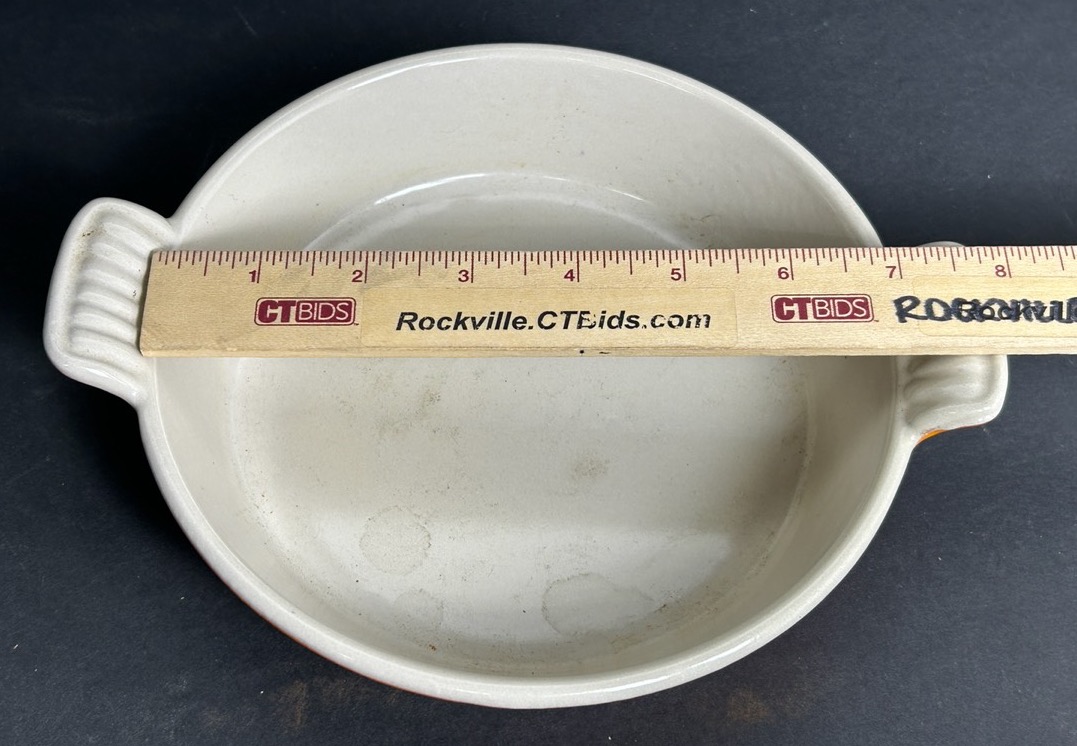 1 2 3 4 5 6 7 8
CTBIDS Rockville.CTBids.com CTBIDS